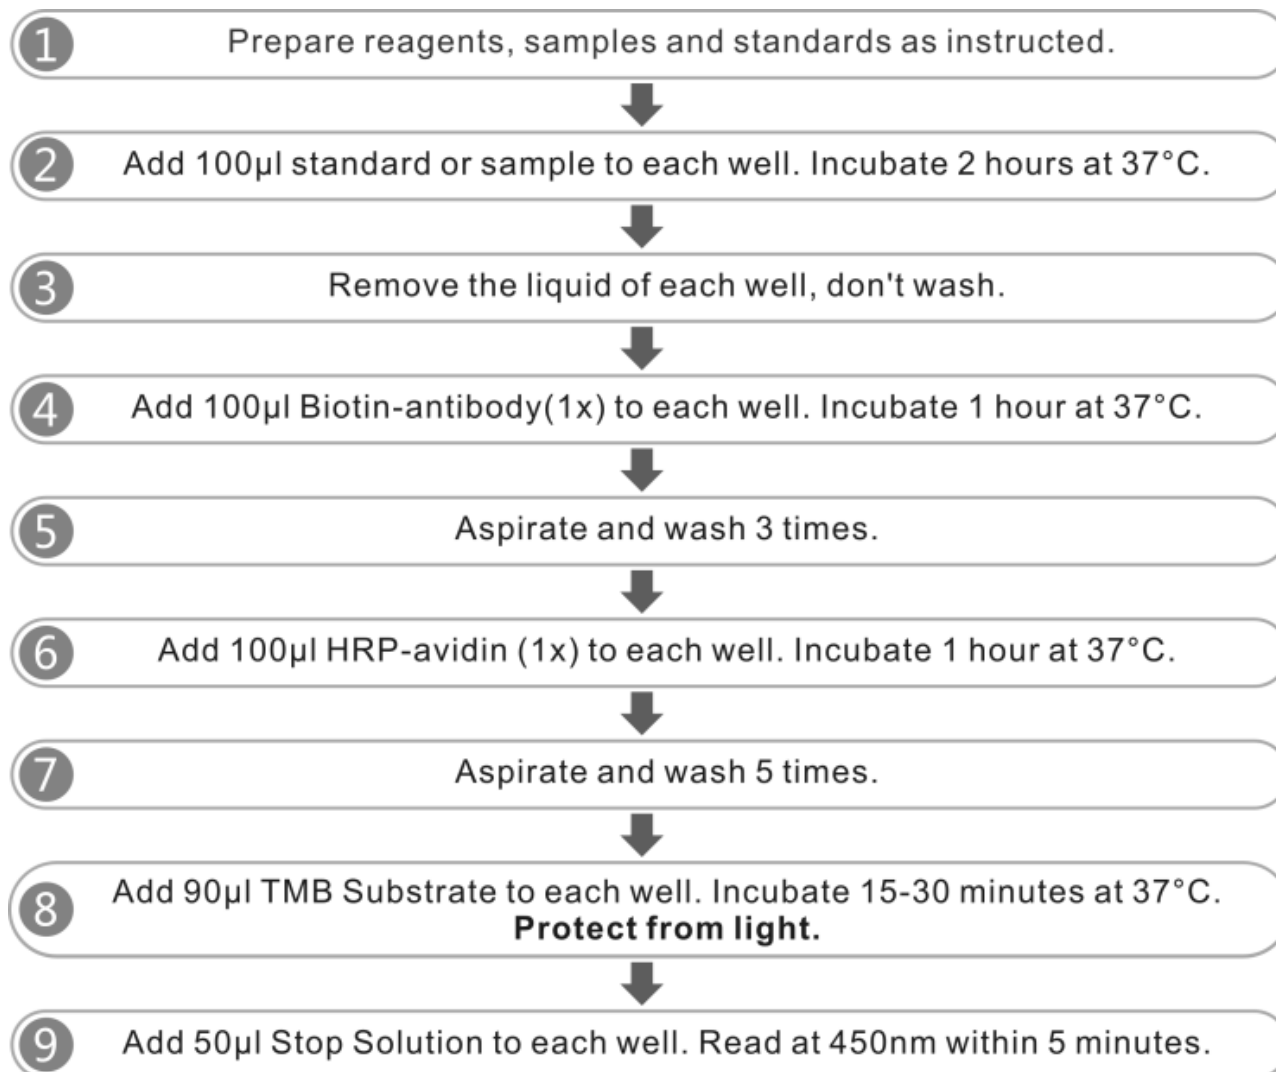 1 Prepare reagents, samples and standards as instructed.
2 Add 100µl standard or sample to each well. Incubate 2 hours at 37°C.
3 Remove the liquid of each well, don't wash.
4 Add 100µl Biotin-antibody(1x) to each well. Incubate 1 hour at 37°C.
5 Aspirate and wash 3 times.
6 Add 100µl HRP-avidin (1x) to each well. Incubate 1 hour at 37°C.
7 Aspirate and wash 5 times.
8 Add 90µl TMB Substrate to each well. Incubate 15-30 minutes at 37°C.
Protect from light.
9 Add 50µl Stop Solution to each well. Read at 450nm within 5 minutes.